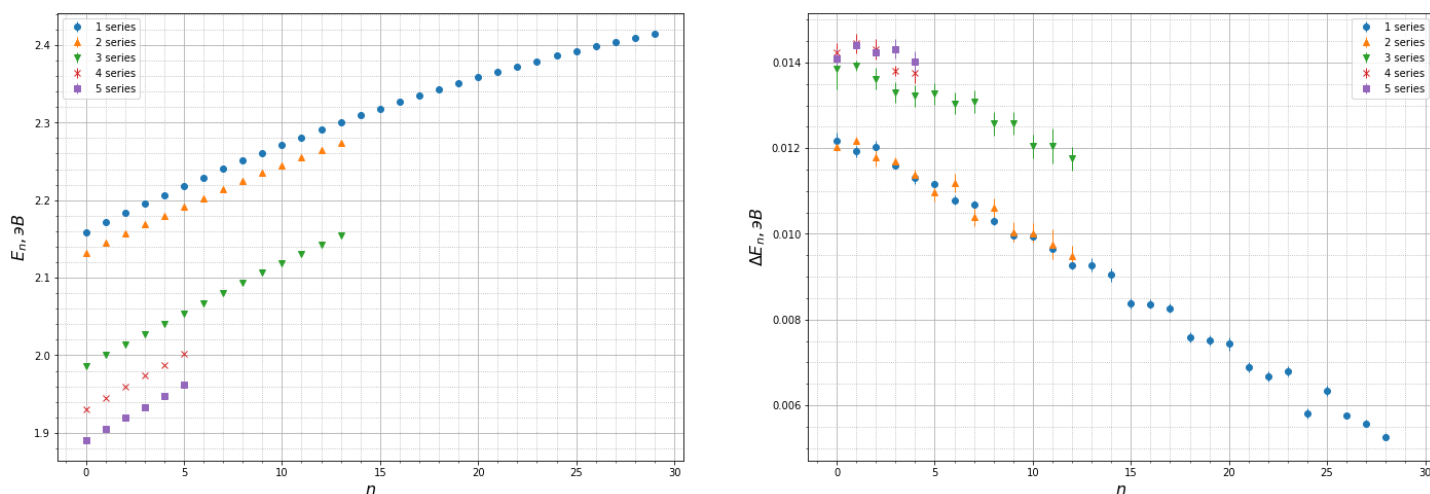 1 series
2 series
3 series
4 series
5 series
2.4
2.3
2.2
2.1
2.0
1.9
E_n, эВ
0 5 10 15 20 25 30
n
1 series
2 series
3 series
4 series
5 series
0.014
0.012
0.010
0.008
0.006
ΔE_n, эВ
0 5 10 15 20 25 30
n